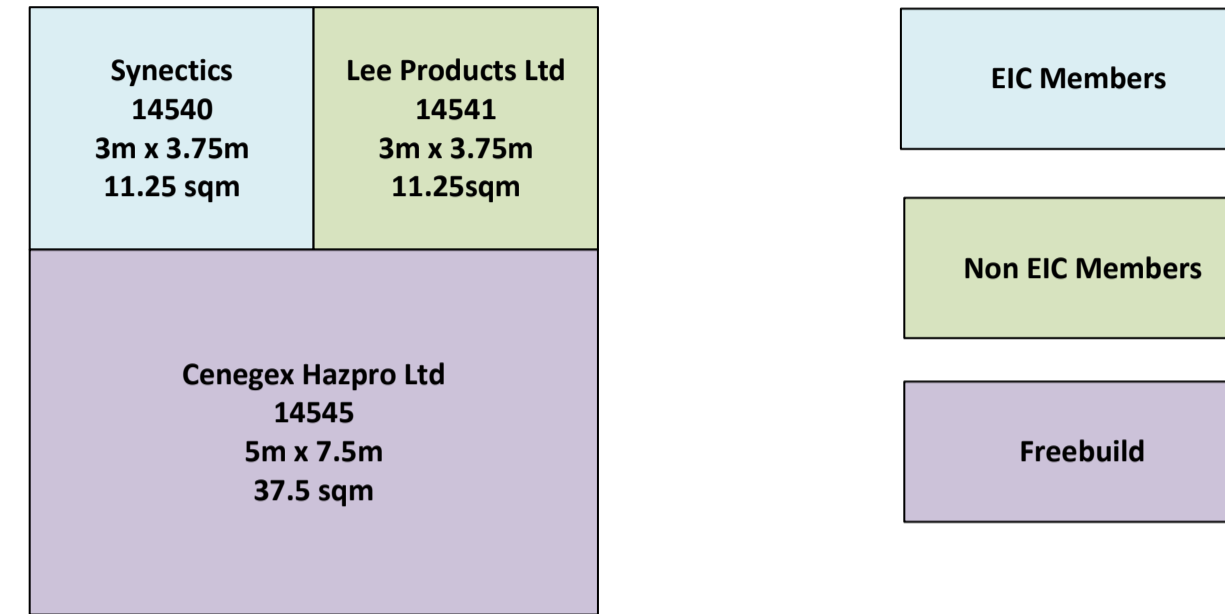 Synectics
14540
3m x 3.75m
11.25 sqm
Lee Products Ltd
14541
3m x 3.75m
11.25sqm
Cenegex Hazpro Ltd
14545
5m x 7.5m
37.5 sqm
EIC Members
Non EIC Members
Freebuild